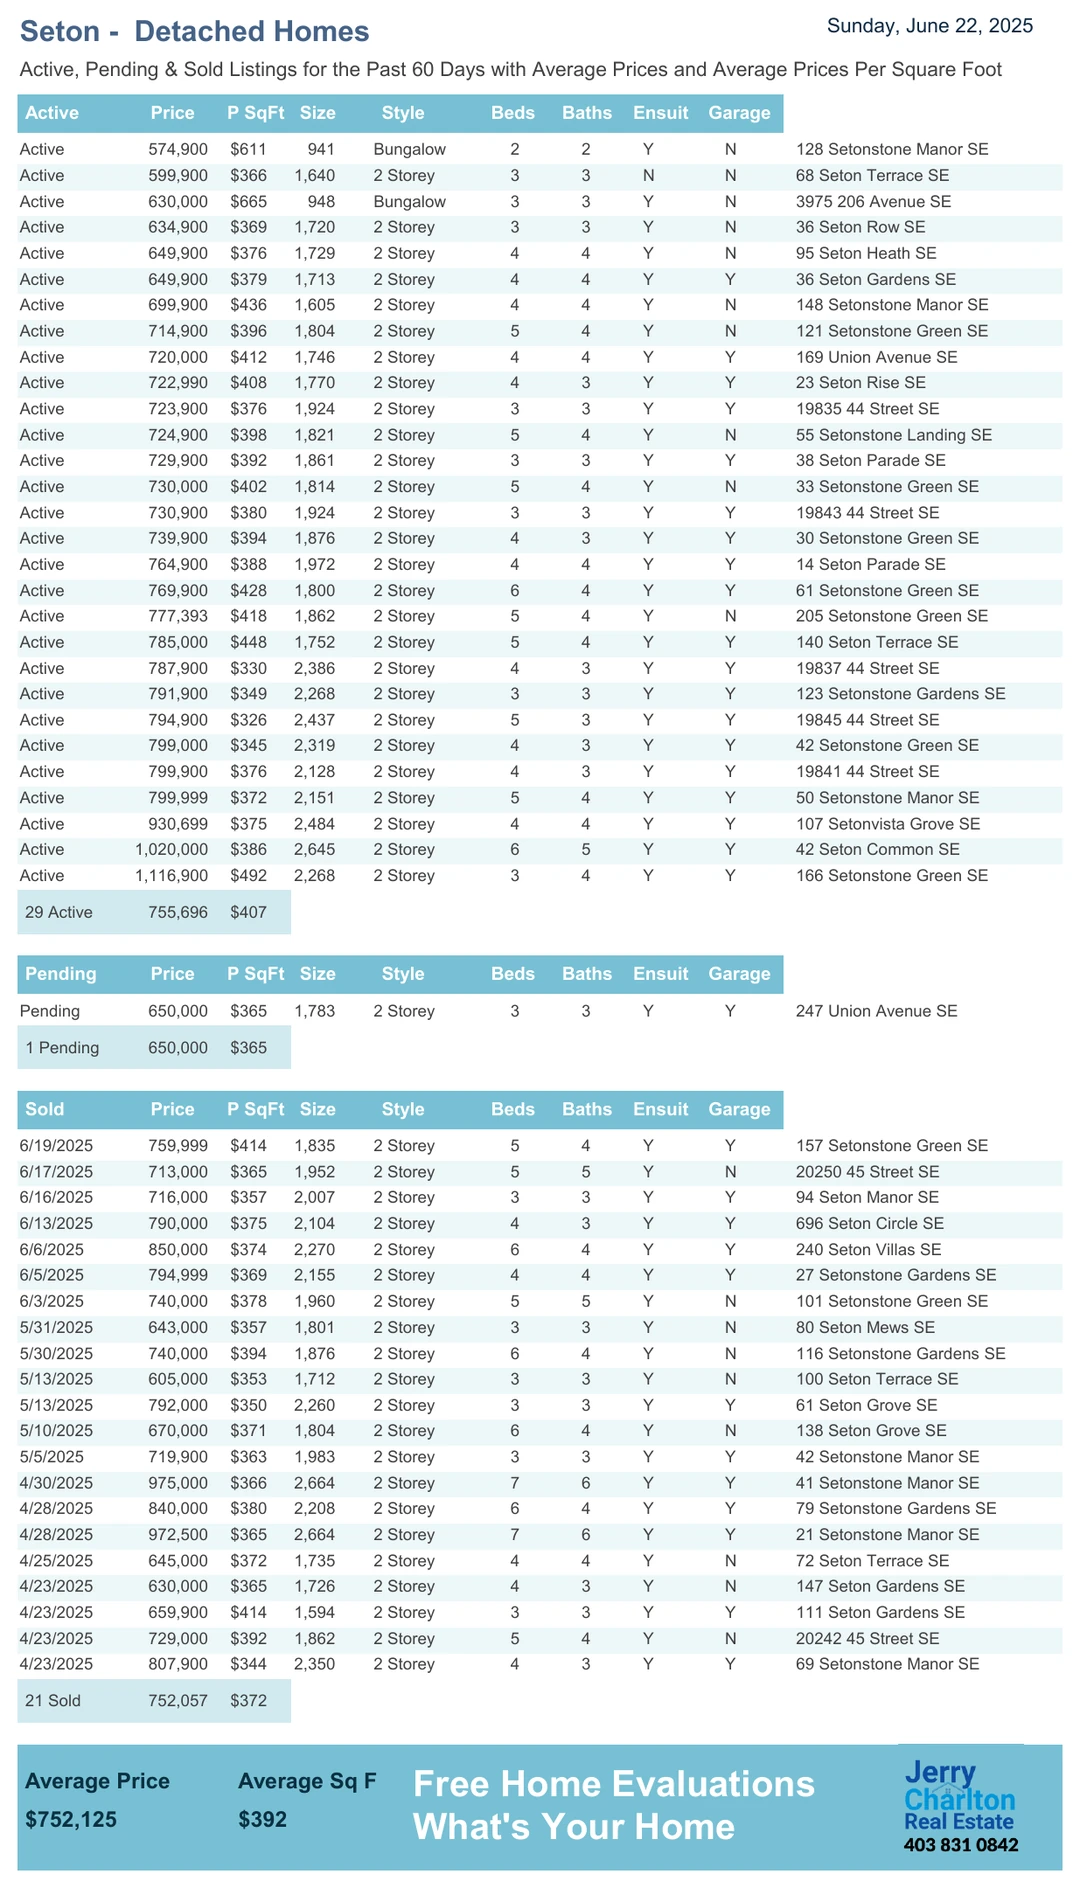 Seton -  Detached Homes
Sunday, June 22, 2025
Active, Pending & Sold Listings for the Past 60 Days with Average Prices and Average Prices Per Square Foot
Active Price P SqFt Size Style Beds Baths Ensuit Garage
Active 574,900 $611 941 Bungalow 2 2 Y N 128 Setonstone Manor SE
Active 599,900 $366 1,640 2 Storey 3 3 N N 68 Seton Terrace SE
Active 630,000 $665 948 Bungalow 3 3 Y N 3975 206 Avenue SE
Active 634,900 $369 1,720 2 Storey 3 3 Y N 36 Seton Row SE
Active 649,900 $376 1,729 2 Storey 4 4 Y N 95 Seton Heath SE
Active 649,900 $379 1,713 2 Storey 4 4 Y Y 36 Seton Gardens SE
Active 699,900 $436 1,605 2 Storey 4 4 Y N 148 Setonstone Manor SE
Active 714,900 $396 1,804 2 Storey 5 4 Y N 121 Setonstone Green SE
Active 720,000 $412 1,746 2 Storey 4 4 Y Y 169 Union Avenue SE
Active 722,990 $408 1,770 2 Storey 4 3 Y Y 23 Seton Rise SE
Active 723,900 $376 1,924 2 Storey 3 3 Y Y 19835 44 Street SE
Active 724,900 $398 1,821 2 Storey 5 4 Y N 55 Setonstone Landing SE
Active 729,900 $392 1,861 2 Storey 3 3 Y Y 38 Seton Parade SE
Active 730,000 $402 1,814 2 Storey 5 4 Y N 33 Setonstone Green SE
Active 730,900 $380 1,924 2 Storey 3 3 Y Y 19843 44 Street SE
Active 739,900 $394 1,876 2 Storey 4 3 Y Y 30 Setonstone Green SE
Active 764,900 $388 1,972 2 Storey 4 4 Y Y 14 Seton Parade SE
Active 769,900 $428 1,800 2 Storey 6 4 Y Y 61 Setonstone Green SE
Active 777,393 $418 1,862 2 Storey 5 4 Y N 205 Setonstone Green SE
Active 785,000 $448 1,752 2 Storey 5 4 Y Y 140 Seton Terrace SE
Active 787,900 $330 2,386 2 Storey 4 3 Y Y 19837 44 Street SE
Active 791,900 $349 2,268 2 Storey 3 3 Y Y 123 Setonstone Gardens SE
Active 794,900 $326 2,437 2 Storey 5 3 Y Y 19845 44 Street SE
Active 799,000 $345 2,319 2 Storey 4 3 Y Y 42 Setonstone Green SE
Active 799,900 $376 2,128 2 Storey 4 3 Y Y 19841 44 Street SE
Active 799,999 $372 2,151 2 Storey 5 4 Y Y 50 Setonstone Manor SE
Active 930,699 $375 2,484 2 Storey 4 4 Y Y 107 Setonvista Grove SE
Active 1,020,000 $386 2,645 2 Storey 6 5 Y Y 42 Seton Common SE
Active 1,116,900 $492 2,268 2 Storey 3 4 Y Y 166 Setonstone Green SE
29 Active 755,696 $407
Pending Price P SqFt Size Style Beds Baths Ensuit Garage
Pending 650,000 $365 1,783 2 Storey 3 3 Y Y 247 Union Avenue SE
1 Pending 650,000 $365
Sold Price P SqFt Size Style Beds Baths Ensuit Garage
6/19/2025 759,999 $414 1,835 2 Storey 5 4 Y Y 157 Setonstone Green SE
6/17/2025 713,000 $365 1,952 2 Storey 5 5 Y N 20250 45 Street SE
6/16/2025 716,000 $357 2,007 2 Storey 3 3 Y Y 94 Seton Manor SE
6/13/2025 790,000 $375 2,104 2 Storey 4 3 Y Y 696 Seton Circle SE
6/6/2025 850,000 $374 2,270 2 Storey 6 4 Y Y 240 Seton Villas SE
6/5/2025 794,999 $369 2,155 2 Storey 4 4 Y Y 27 Setonstone Gardens SE
6/3/2025 740,000 $378 1,960 2 Storey 5 5 Y N 101 Setonstone Green SE
5/31/2025 643,000 $357 1,801 2 Storey 3 3 Y N 80 Seton Mews SE
5/30/2025 740,000 $394 1,876 2 Storey 6 4 Y N 116 Setonstone Gardens SE
5/13/2025 605,000 $353 1,712 2 Storey 3 3 Y N 100 Seton Terrace SE
5/13/2025 792,000 $350 2,260 2 Storey 3 3 Y Y 61 Seton Grove SE
5/10/2025 670,000 $371 1,804 2 Storey 6 4 Y N 138 Seton Grove SE
5/5/2025 719,900 $363 1,983 2 Storey 3 3 Y Y 42 Setonstone Manor SE
4/30/2025 975,000 $366 2,664 2 Storey 7 6 Y Y 41 Setonstone Manor SE
4/28/2025 840,000 $380 2,208 2 Storey 6 4 Y Y 79 Setonstone Gardens SE
4/28/2025 972,500 $365 2,664 2 Storey 7 6 Y Y 21 Setonstone Manor SE
4/25/2025 645,000 $372 1,735 2 Storey 4 4 Y N 72 Seton Terrace SE
4/23/2025 630,000 $365 1,726 2 Storey 4 3 Y N 147 Seton Gardens SE
4/23/2025 659,900 $414 1,594 2 Storey 3 3 Y Y 111 Seton Gardens SE
4/23/2025 729,000 $392 1,862 2 Storey 5 4 Y N 20242 45 Street SE
4/23/2025 807,900 $344 2,350 2 Storey 4 3 Y Y 69 Setonstone Manor SE
21 Sold 752,057 $372
Average Price Average Sq F
$752,125 $392
Free Home Evaluations
What's Your Home
Jerry
Charlton
Real Estate
403 831 0842